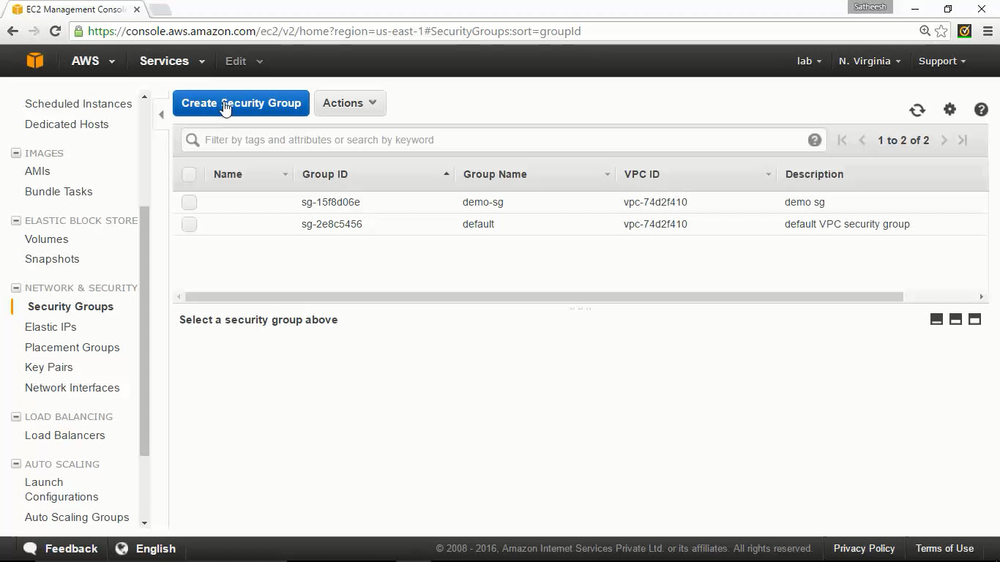 EC2 Management Consol
Satheesh
https://console.aws.amazon.com/ec2/v2/home?region=us-east-1#SecurityGroups:sort=groupId
AWS Services Edit lab N. Virginia Support
Scheduled Instances
Dedicated Hosts
IMAGES
AMIs
Bundle Tasks
ELASTIC BLOCK STORE
Volumes
Snapshots
NETWORK & SECURITY
Security Groups
Elastic IPs
Placement Groups
Key Pairs
Network Interfaces
LOAD BALANCING
Load Balancers
AUTO SCALING
Launch
Configurations
Auto Scaling Groups
Create Security Group Actions
Filter by tags and attributes or search by keyword 1 to 2 of 2
Name Group ID Group Name VPC ID Description
sg-15f8d06e demo-sg vpc-74d2f410 demo sg
sg-2e8c5456 default vpc-74d2f410 default VPC security group
Select a security group above
Feedback English © 2008 - 2016, Amazon Internet Services Private Ltd. or its affiliates. All rights reserved. Privacy Policy Terms of Use